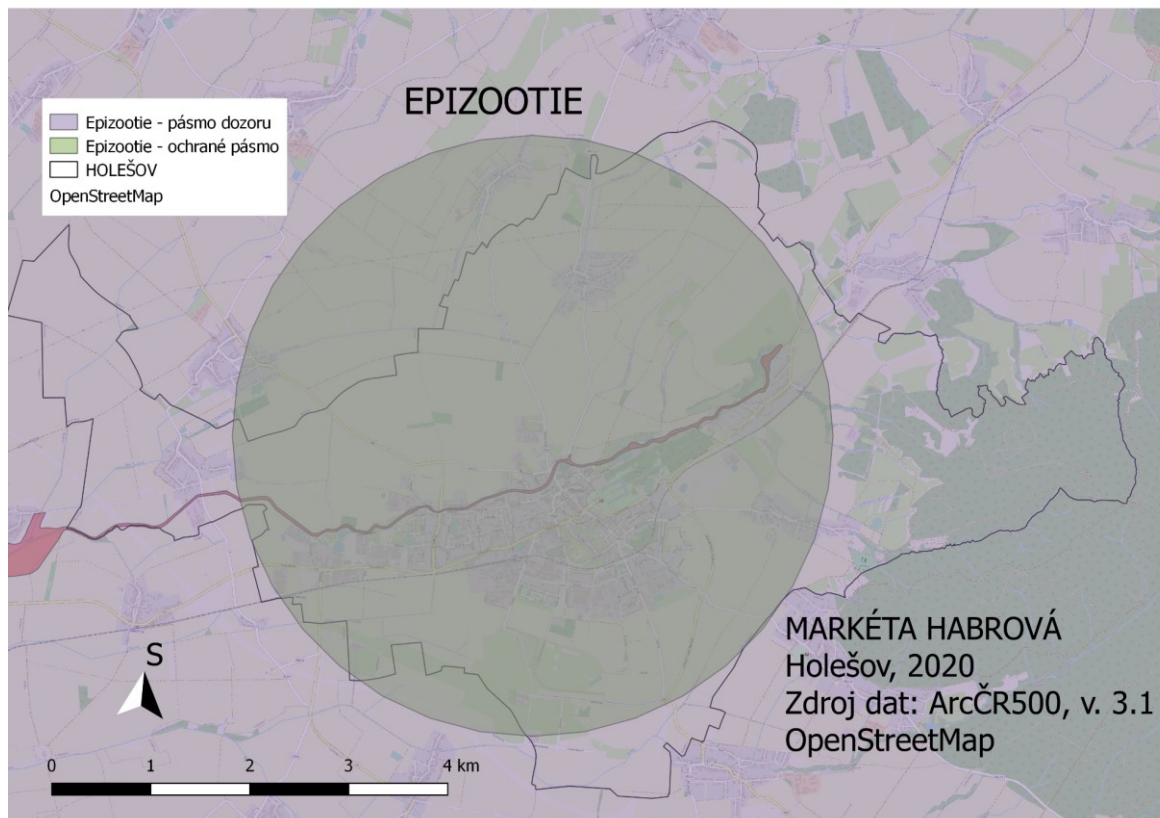 EPIZOOTIE
Epizootie - pásmo dozoru
Epizootie - ochrané pásmo
HOLEŠOV
OpenStreetMap
S
0 1 2 3 4 km
MARKÉTA HABROVÁ
Holešov, 2020
Zdroj dat: ArcČR500, v. 3.1
OpenStreetMap